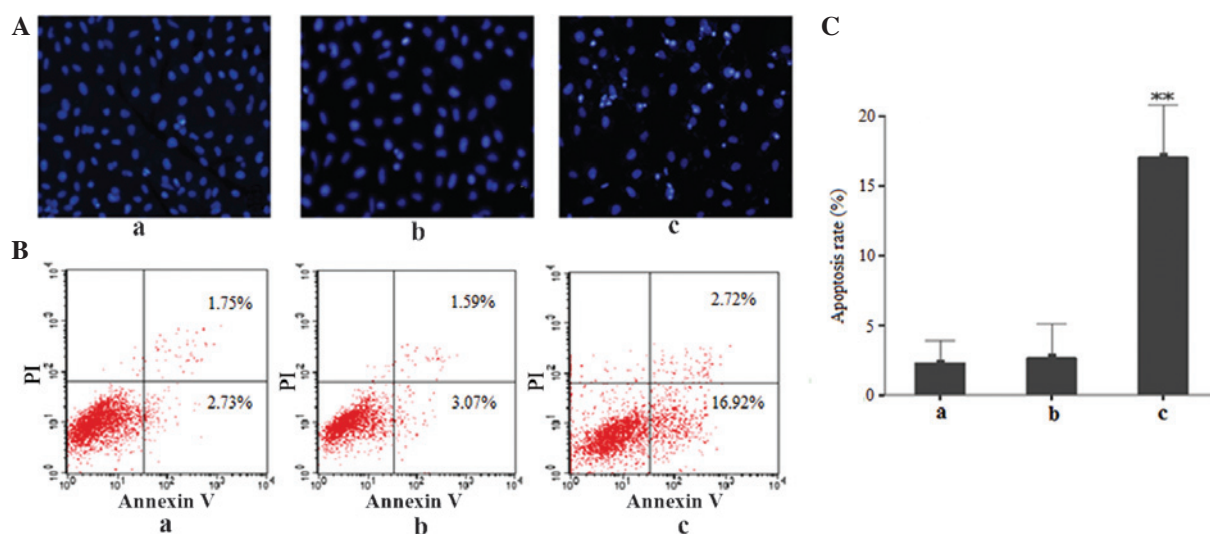 A
a
b
c
B
10⁰ 10¹ 10² 10³ 10⁴
PI
1.75%
2.73%
10⁰ 10¹ 10² 10³ 10⁴
Annexin V
a
10⁰ 10¹ 10² 10³ 10⁴
PI
1.59%
3.07%
10⁰ 10¹ 10² 10³ 10⁴
Annexin V
b
10⁰ 10¹ 10² 10³ 10⁴
PI
2.72%
16.92%
10⁰ 10¹ 10² 10³ 10⁴
Annexin V
c
C
Apoptosis rate (%)
20
15
10
5
0
**
a b c